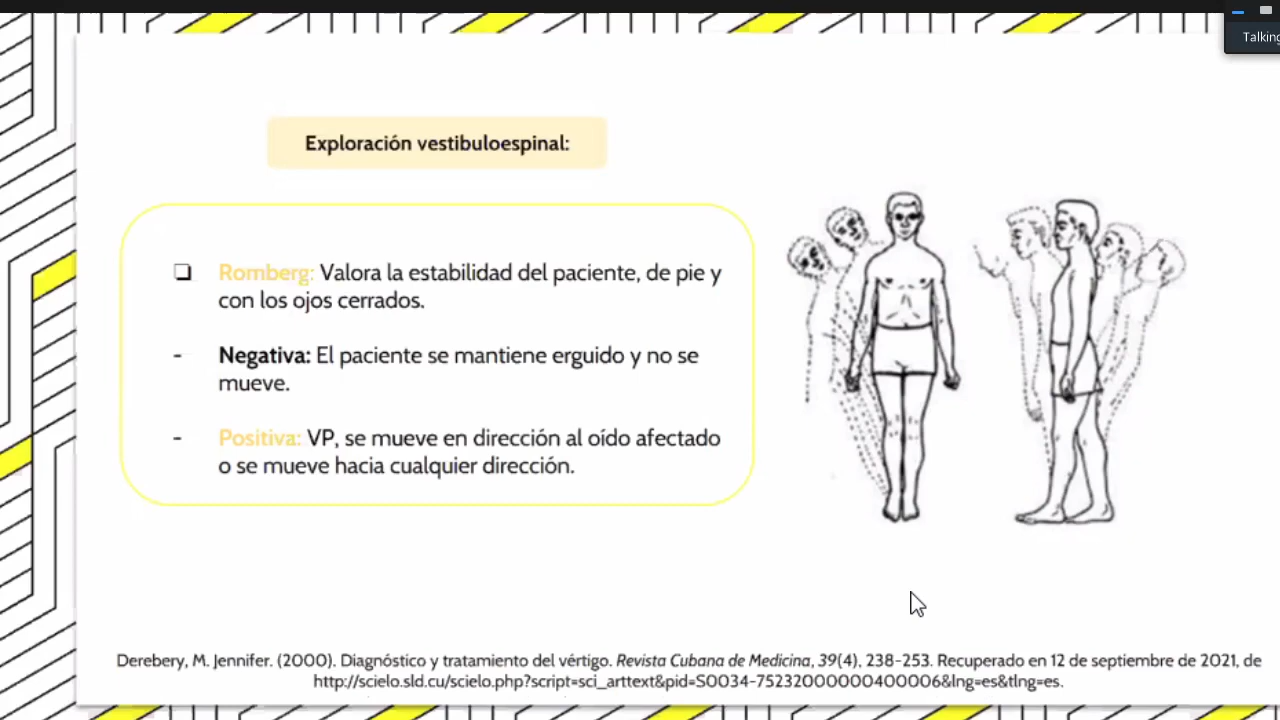 Talking
Exploración vestibuloespinal:
❏ Romberg: Valora la estabilidad del paciente, de pie y
con los ojos cerrados.
- Negativa: El paciente se mantiene erguido y no se
mueve.
- Positiva: VP, se mueve en dirección al oído afectado
o se mueve hacia cualquier dirección.
Derebery, M. Jennifer. (2000). Diagnóstico y tratamiento del vértigo. Revista Cubana de Medicina, 39(4), 238-253. Recuperado en 12 de septiembre de 2021, de
http://scielo.sld.cu/scielo.php?script=sci_arttext&pid=S0034-75232000000400006&lng=es&tlng=es.